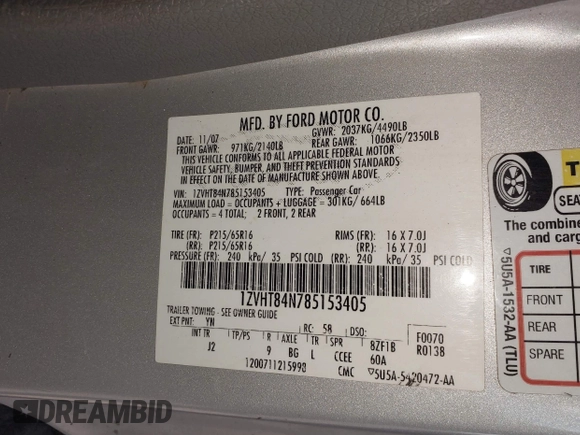 MFD. BY FORD MOTOR CO.
DATE: 11/07 GVWR: 2037KG/4490LB
FRONT GAWR: 971KG/2140LB REAR GAWR: 1066KG/2350LB
THIS VEHICLE CONFORMS TO ALL APPLICABLE FEDERAL MOTOR
VEHICLE SAFETY, BUMPER, AND THEFT PREVENTION STANDARDS
IN EFFECT ON THE DATE OF MANUFACTURE SHOWN ABOVE.
VIN: 1ZVHT84N785153405 TYPE: Passenger Car
MAXIMUM LOAD = OCCUPANTS + LUGGAGE = 301KG/664LB
OCCUPANTS = 4 TOTAL; 2 FRONT, 2 REAR
TIRE (FR): P215/65R16 RIMS (FR): 16 X 7.0J
(RR): P215/65R16 (RR): 16 X 7.0J
PRESSURE (FR): 240 kPa/ 35 PSI COLD (RR): 240 kPa/ 35 PSI COLD
1ZVHT84N785153405
TRAILER TOWING - SEE OWNER GUIDE
EXT PNT: YN RC: 58 DSO: F0070
INT TR TP/PS R AXLE TR SPR 8ZF1B R0138
J2 9 BG L CCEE 60A
1200711215998 CMC 5U5A-5420472-AA
SEA
The combine
and carg
TIRE
FRONT
REAR
SPARE
5U5A-1532-AA (TLU)
DREAMBID